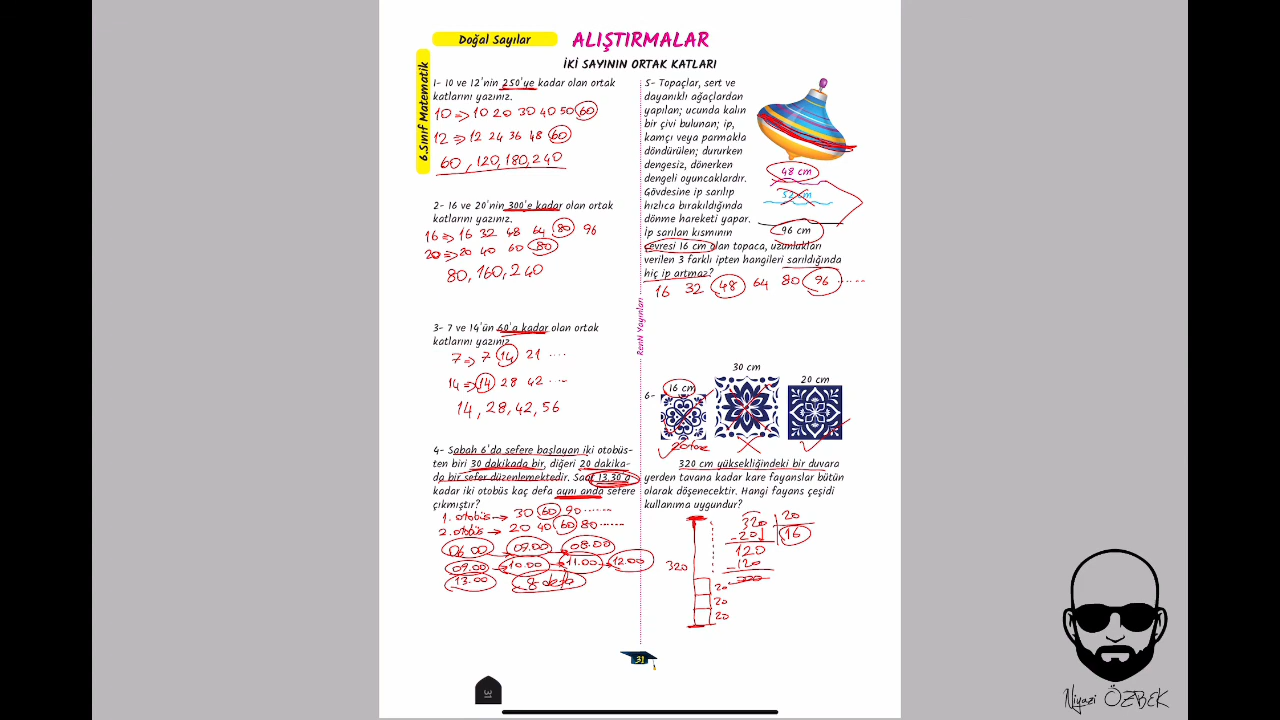 Doğal Sayılar
ALIŞTIRMALAR
6.Sınıf Matematik
İKİ SAYININ ORTAK KATLARI
1- 10 ve 12'nin 250'ye kadar olan ortak
katlarını yazınız.
10 ⇒ 10 20 30 40 50 60
12 ⇒ 12 24 36 48 60
60, 120, 180, 240
2- 16 ve 20'nin 300'e kadar olan ortak
katlarını yazınız.
16 ⇒ 16 32 48 64 80 96
20 ⇒ 20 40 60 80
80, 160, 240
3- 7 ve 14'ün 60'a kadar olan ortak
katlarını yazınız.
7 ⇒ 7 14 21 ....
14 ⇒ 14 28 42 ....
14, 28, 42, 56
4- Sabah 6'da sefere başlayan iki otobüs-
ten biri 30 dakikada bir, diğeri 20 dakika-
da bir sefer düzenlemektedir. Saat 13.30'a
kadar iki otobüs kaç defa aynı anda sefere
çıkmıştır?
1. otobüs → 30 60 90 ......
2. otobüs → 20 40 60 80 ......
06.00 08.00
09.00 10.00 11.00 12.00
13.00 8 defa
5- Topaçlar, sert ve
dayanıklı ağaçlardan
yapılan; ucunda kalın
bir çivi bulunan; ip,
kamçı veya parmakla
döndürülen; dururken
dengesiz, dönerken
dengeli oyuncaklardır.
Gövdesine ip sarılıp
hızlıca bırakıldığında
dönme hareketi yapar.
İp sarılan kısmının
çevresi 16 cm olan topaca, uzunlukları
verilen 3 farklı ipten hangileri sarıldığında
hiç ip artmaz?
48 cm
52 cm
96 cm
16 32 48 64 80 96 ......
RenN Yayınları
6-
16 cm
30 cm
20 cm
20 tane
320 cm yüksekliğindeki bir duvara
yerden tavana kadar kare fayanslar bütün
olarak döşenecektir. Hangi fayans çeşidi
kullanıma uygundur?
320
20
20
20
320 20
-20 16
120
-120
31
31
Niyazi ÖZBEK